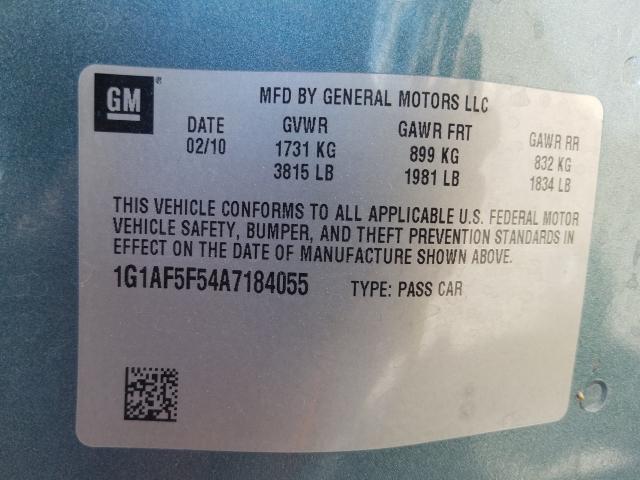 GM ®
MFD BY GENERAL MOTORS LLC
DATE GVWR GAWR FRT GAWR RR
02/10 1731 KG 899 KG 832 KG
3815 LB 1981 LB 1834 LB
THIS VEHICLE CONFORMS TO ALL APPLICABLE U.S. FEDERAL MOTOR
VEHICLE SAFETY, BUMPER, AND THEFT PREVENTION STANDARDS IN
EFFECT ON THE DATE OF MANUFACTURE SHOWN ABOVE.
1G1AF5F54A7184055 TYPE: PASS CAR